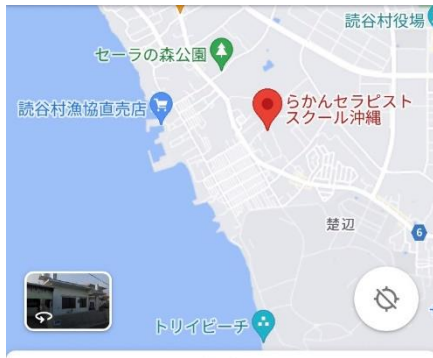 読谷村役場
セーラの森公園
読谷村漁協直売店
らかんセラピスト
スクール沖縄
楚辺
6
トリイビーチ